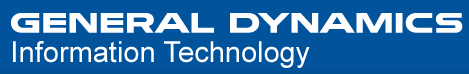 GENERAL DYNAMICS
Information Technology